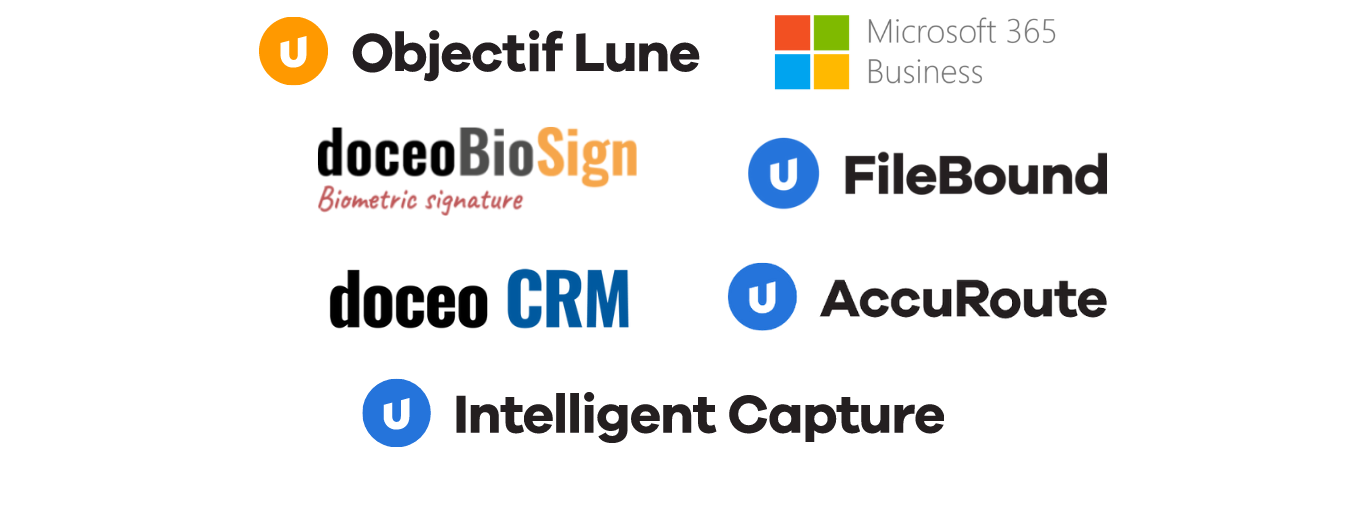 Objectif Lune
Microsoft 365
Business
doceoBioSign
Biometric signature
FileBound
doceo CRM
AccuRoute
Intelligent Capture